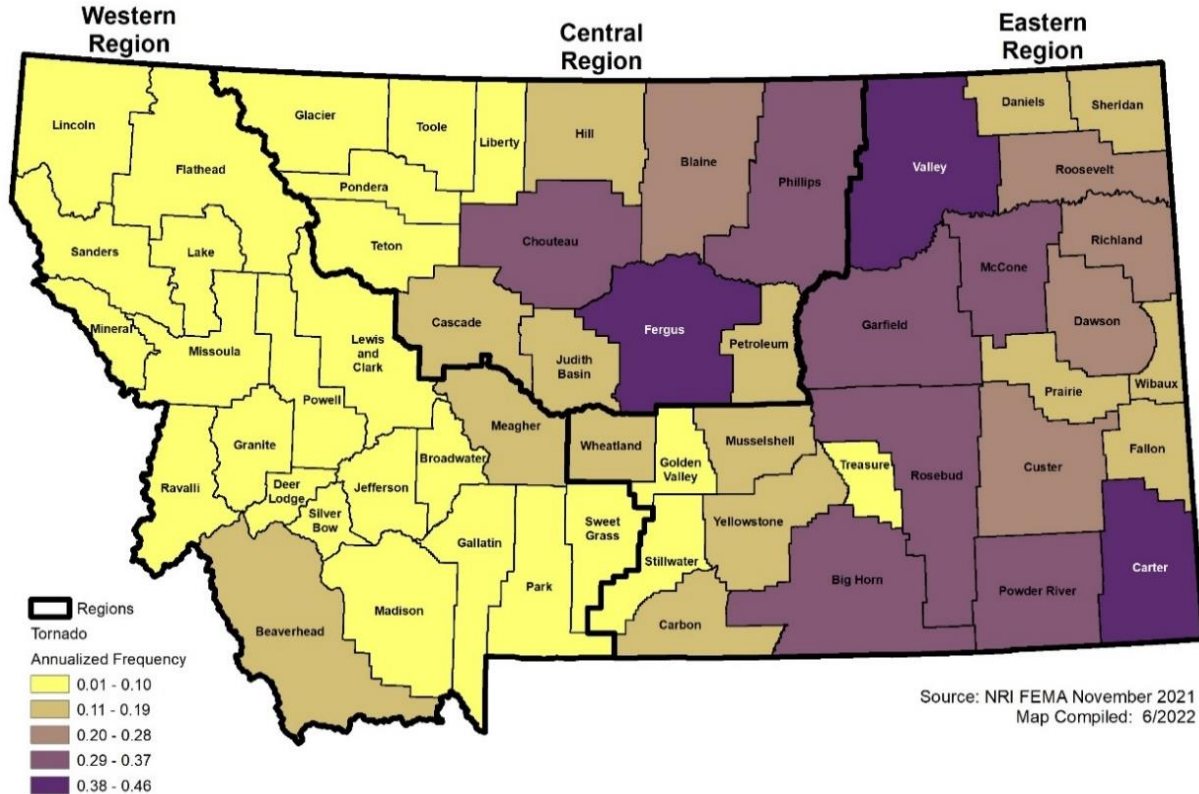 Western
Region
Central
Region
Eastern
Region
Lincoln
Flathead
Glacier
Toole
Liberty
Hill
Blaine
Phillips
Valley
Daniels
Sheridan
Roosevelt
Pondera
Teton
Chouteau
Sanders
Lake
McCone
Richland
Mineral
Missoula
Lewis
and
Clark
Cascade
Judith
Basin
Fergus
Petroleum
Garfield
Dawson
Prairie
Wibaux
Powell
Meagher
Wheatland
Golden
Valley
Musselshell
Treasure
Rosebud
Custer
Fallon
Ravalli
Granite
Deer
Lodge
Silver
Bow
Jefferson
Broadwater
Gallatin
Park
Sweet
Grass
Stillwater
Yellowstone
Big Horn
Powder River
Carter
Beaverhead
Madison
Carbon
Regions
Tornado
Annualized Frequency
0.01 - 0.10
0.11 - 0.19
0.20 - 0.28
0.29 - 0.37
0.38 - 0.46
Source: NRI FEMA November 2021
Map Compiled: 6/2022